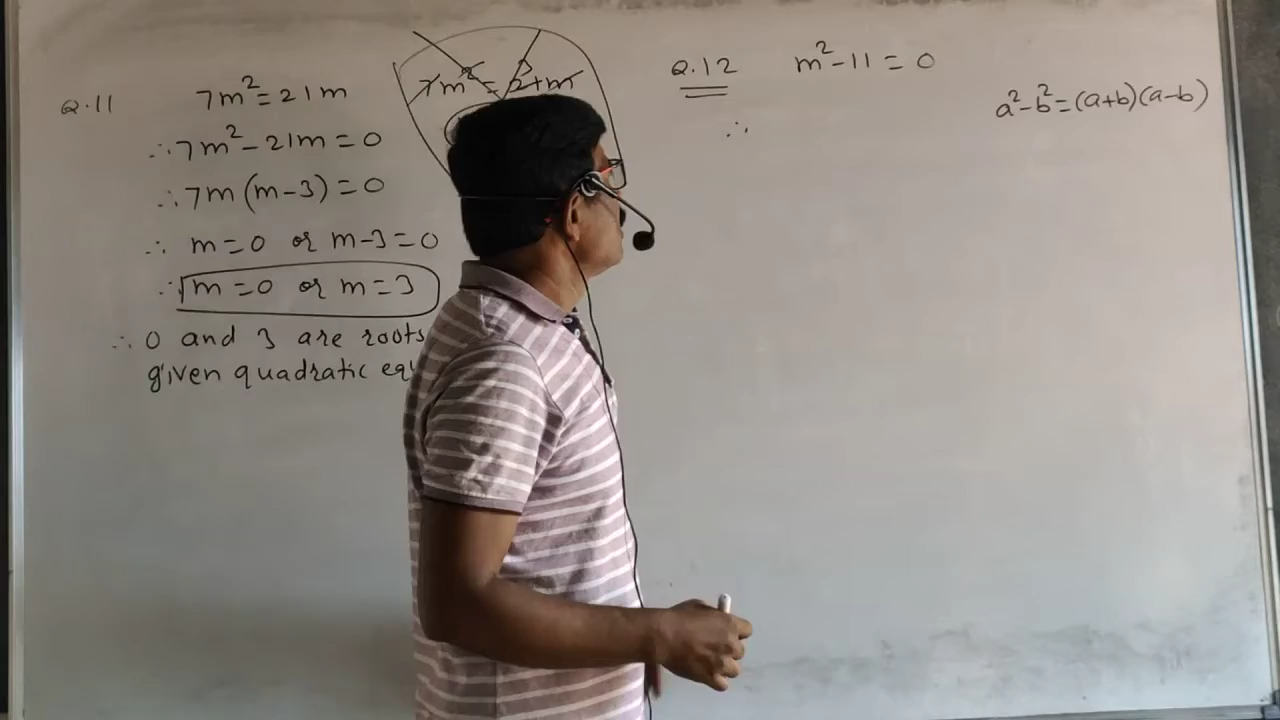 Q.11 7m² = 21m
∴ 7m² - 21m = 0
∴ 7m (m-3) = 0
∴ m = 0 or m-3 = 0
∴ m = 0 or m = 3
∴ 0 and 3 are roots
given quadratic
7m² =
Q.12 m² - 11 = 0
a² - b² = (a+b)(a-b)
∴